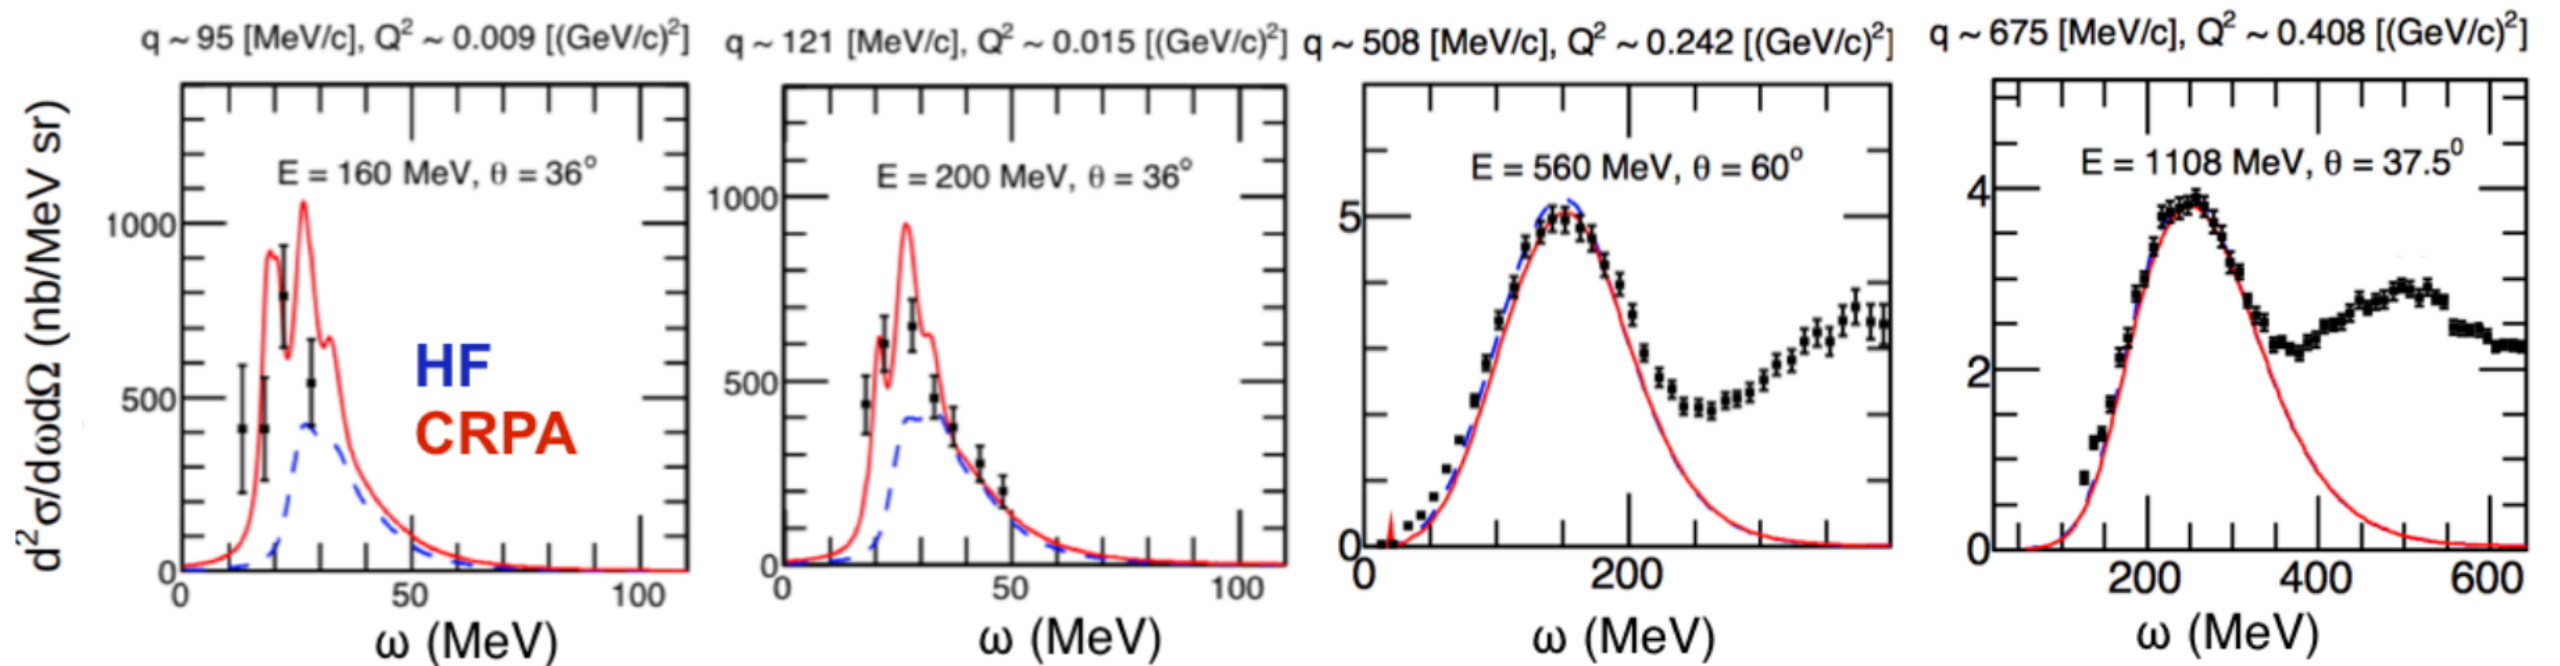 q ~ 95 [MeV/c], Q² ~ 0.009 [(GeV/c)²]
q ~ 121 [MeV/c], Q² ~ 0.015 [(GeV/c)²]
q ~ 508 [MeV/c], Q² ~ 0.242 [(GeV/c)²]
q ~ 675 [MeV/c], Q² ~ 0.408 [(GeV/c)²]
d²σ/dωdΩ (nb/MeV sr)
E = 160 MeV, θ = 36°
1000
500
0
HF
CRPA
0 50 100
ω (MeV)
E = 200 MeV, θ = 36°
1000
500
0
0 50 100
ω (MeV)
E = 560 MeV, θ = 60°
5
0
0 200
ω (MeV)
E = 1108 MeV, θ = 37.5⁰
4
2
0
200 400 600
ω (MeV)